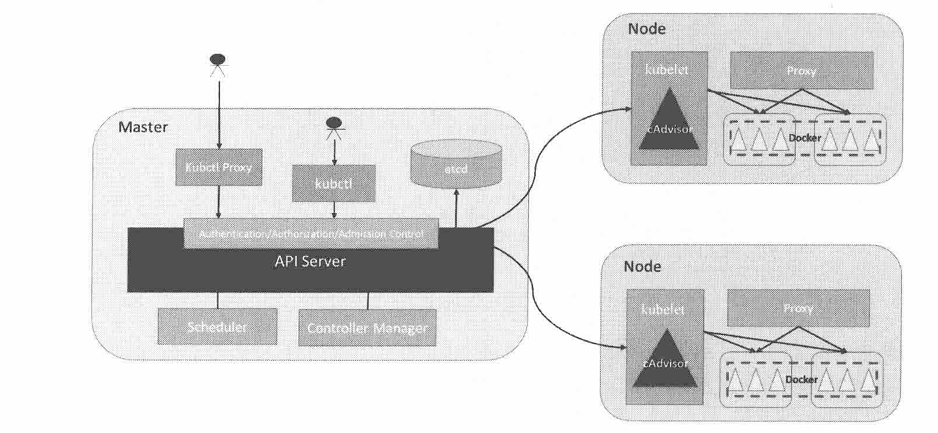 Master
Kubctl Proxy
kubctl
etcd
Authentication/Authorization/Admission Control
API Server
Scheduler
Controller Manager
Node
kubelet
Proxy
cAdvisor
Docker
Node
kubelet
Proxy
cAdvisor
Docker